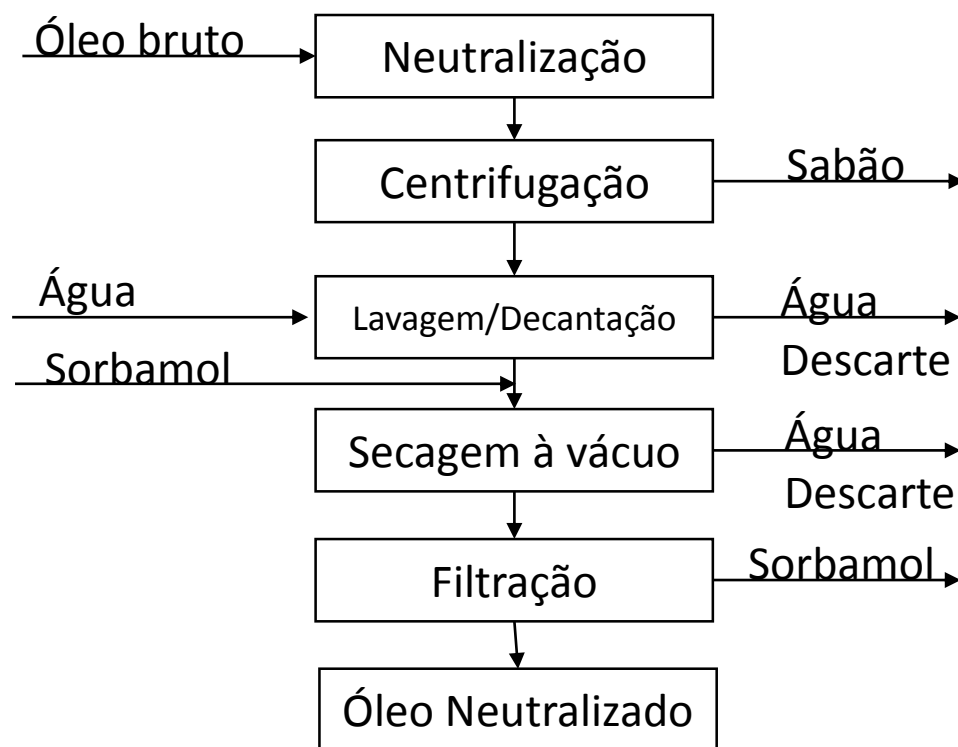 Óleo bruto
Neutralização
Centrifugação
Sabão
Água
Lavagem/Decantação
Água
Descarte
Sorbamol
Secagem à vácuo
Água
Descarte
Filtração
Sorbamol
Óleo Neutralizado